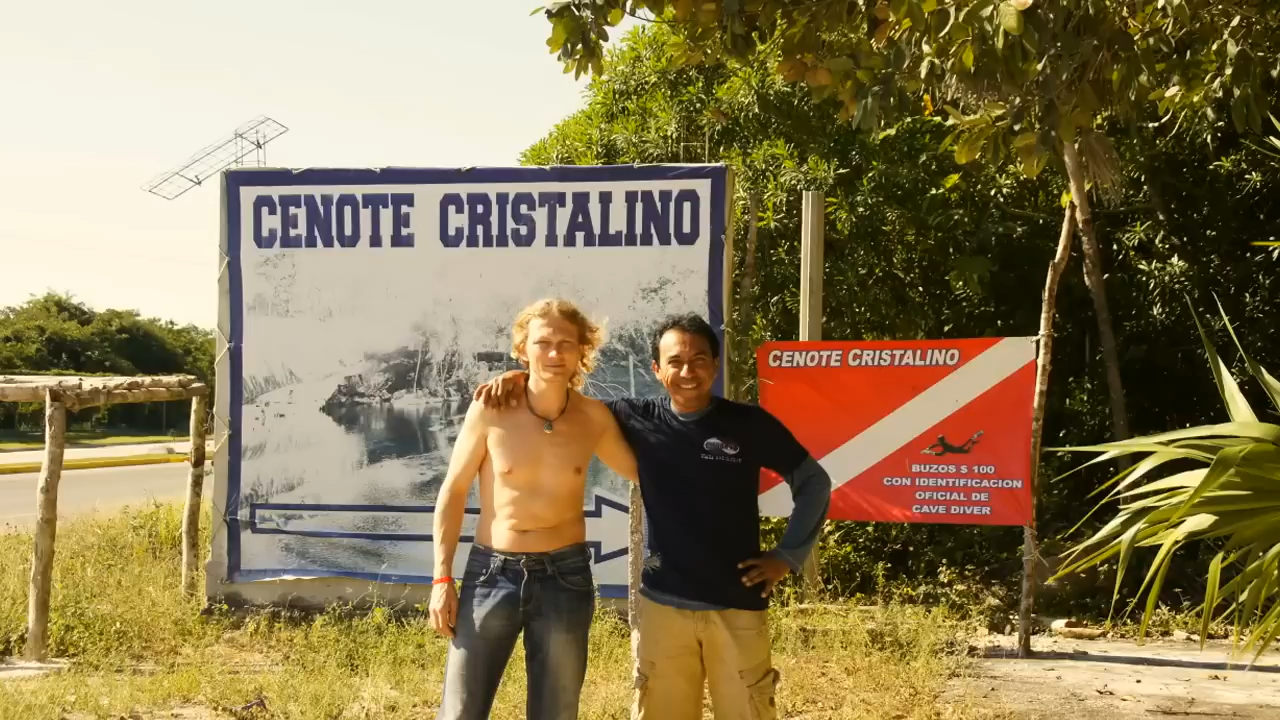 CENOTE CRISTALINO
CENOTE CRISTALINO
BUZOS $ 100
CON IDENTIFICACION
OFICIAL DE
CAVE DIVER